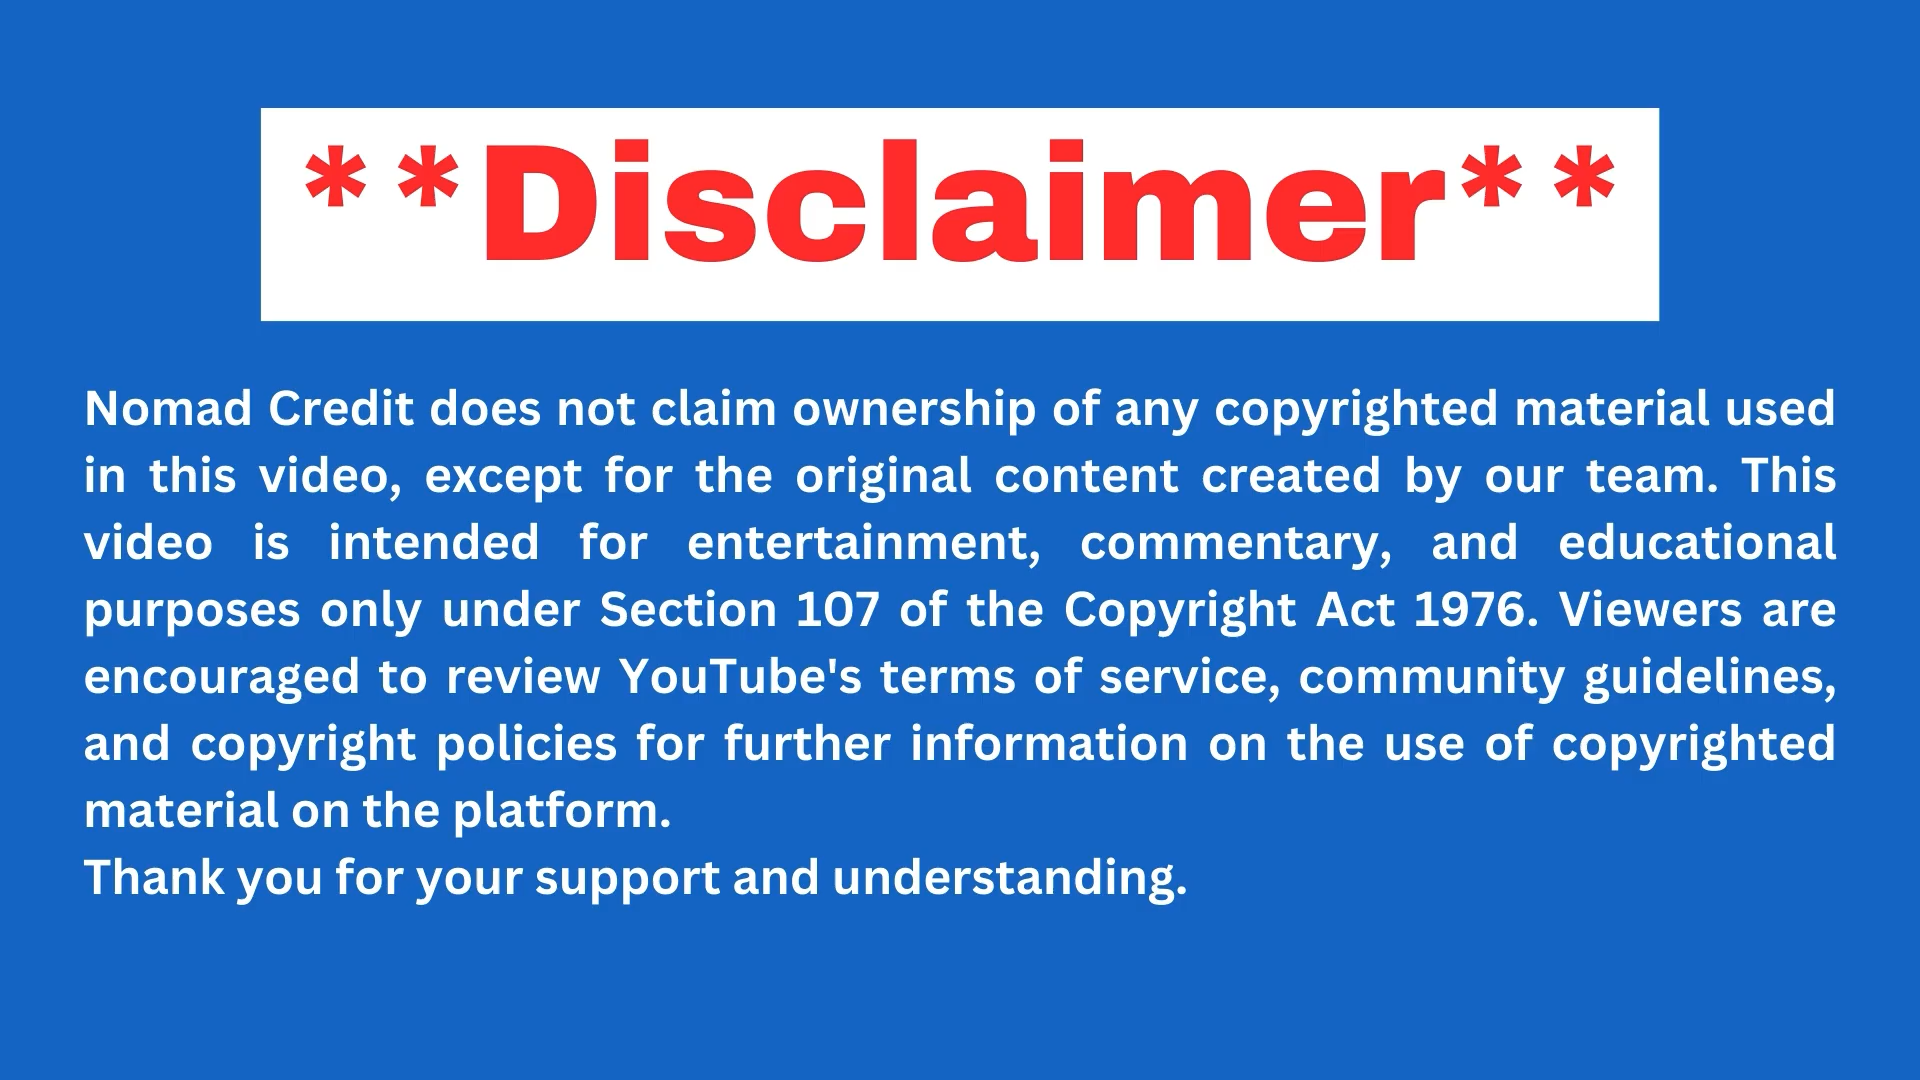 **Disclaimer**
Nomad Credit does not claim ownership of any copyrighted material used
in this video, except for the original content created by our team. This
video is intended for entertainment, commentary, and educational
purposes only under Section 107 of the Copyright Act 1976. Viewers are
encouraged to review YouTube's terms of service, community guidelines,
and copyright policies for further information on the use of copyrighted
material on the platform.
Thank you for your support and understanding.